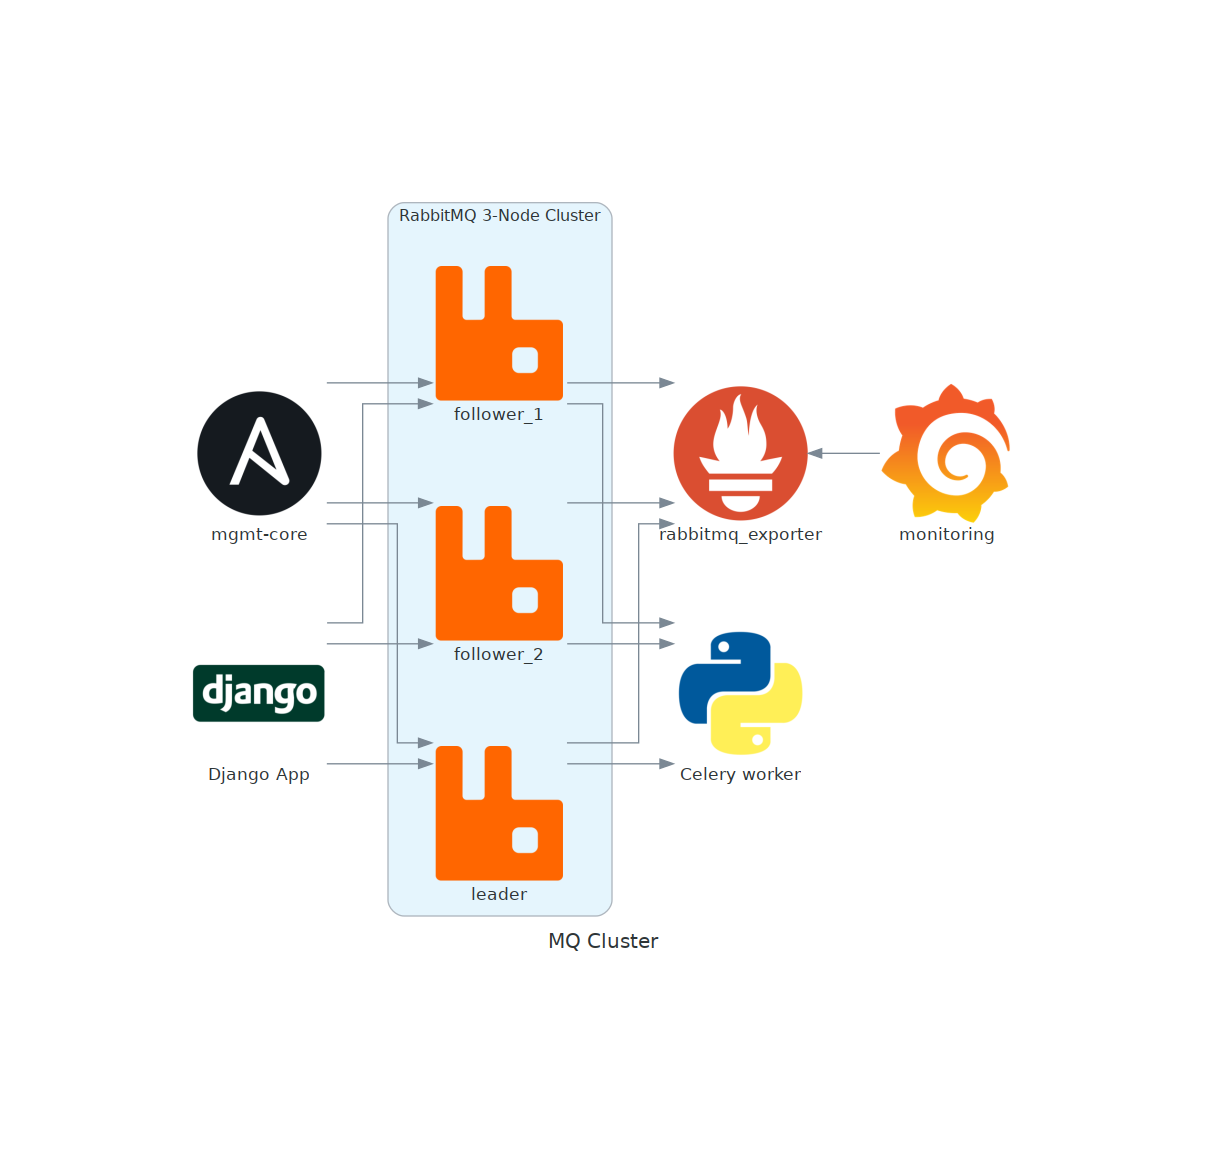 RabbitMQ 3-Node Cluster
follower_1
mgmt-core
rabbitmq_exporter
monitoring
follower_2
django
Django App
Celery worker
leader
MQ Cluster